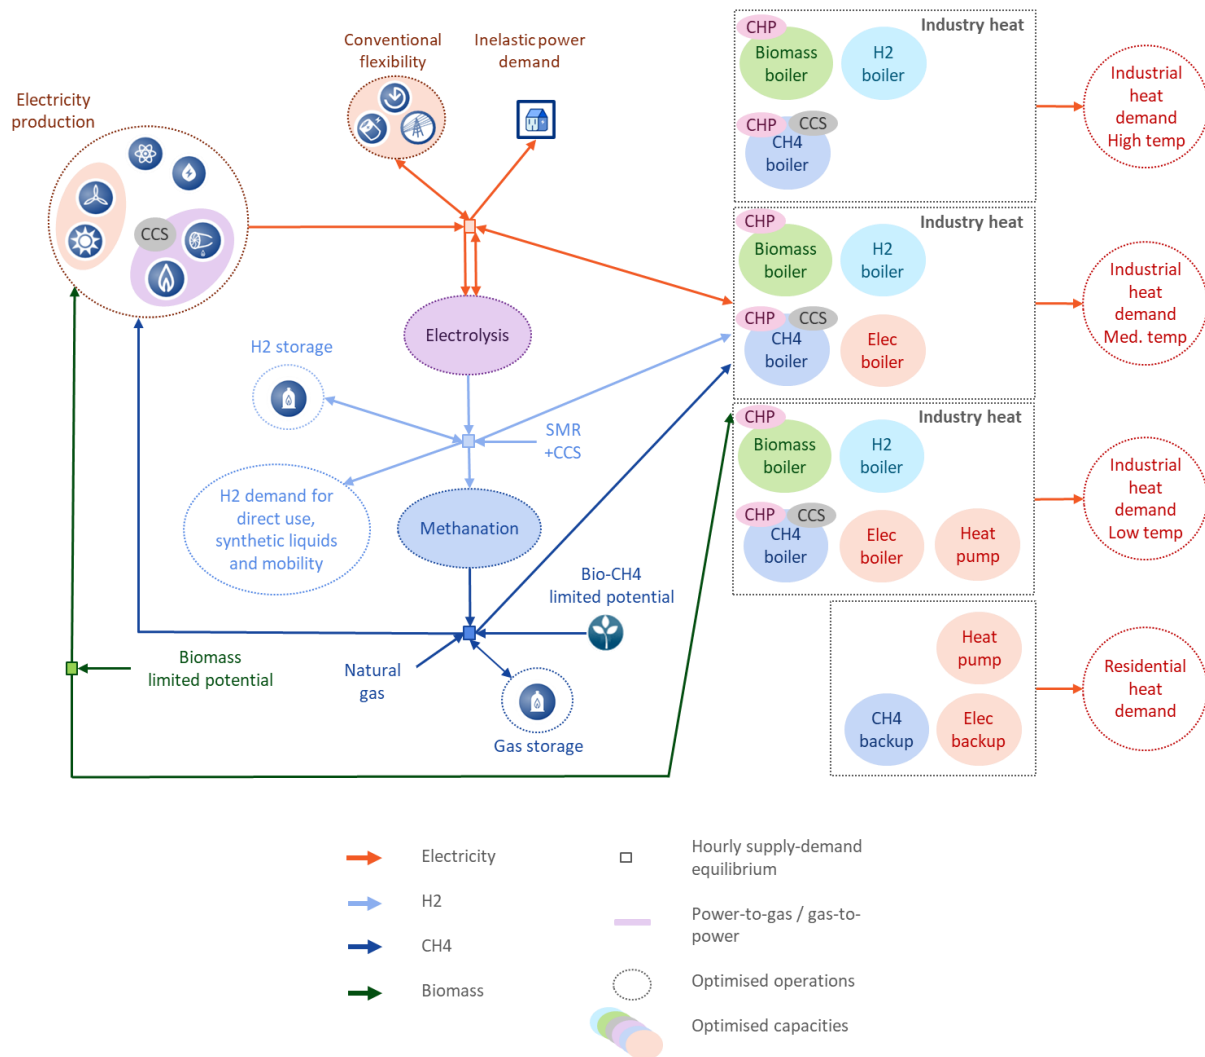 Conventional
flexibility
Inelastic power
demand
Electricity
production
CCS
Electrolysis
H2 storage
SMR
+CCS
H2 demand for
direct use,
synthetic liquids
and mobility
Methanation
Bio-CH4
limited potential
Biomass
limited potential
Natural
gas
Gas storage
Industry heat
CHP
Biomass
boiler
H2
boiler
CHP
CCS
CH4
boiler
Industrial
heat
demand
High temp
Industry heat
CHP
Biomass
boiler
H2
boiler
CHP
CCS
CH4
boiler
Elec
boiler
Industrial
heat
demand
Med. temp
Industry heat
CHP
Biomass
boiler
H2
boiler
CHP
CCS
CH4
boiler
Elec
boiler
Heat
pump
Industrial
heat
demand
Low temp
Heat
pump
CH4
backup
Elec
backup
Residential
heat
demand
Electricity
H2
CH4
Biomass
Hourly supply-demand
equilibrium
Power-to-gas / gas-to-
power
Optimised operations
Optimised capacities